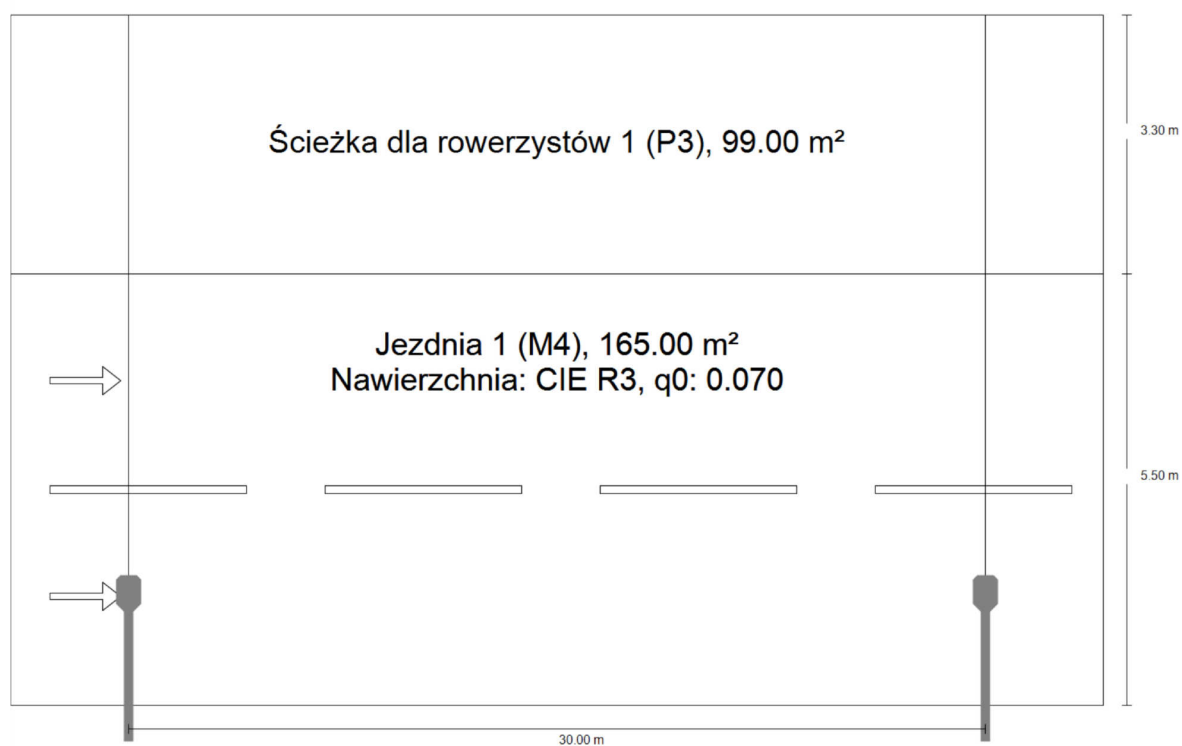 Ścieżka dla rowerzystów 1 (P3), 99.00 m²
3.30 m
Jezdnia 1 (M4), 165.00 m²
Nawierzchnia: CIE R3, q0: 0.070
5.50 m
30.00 m